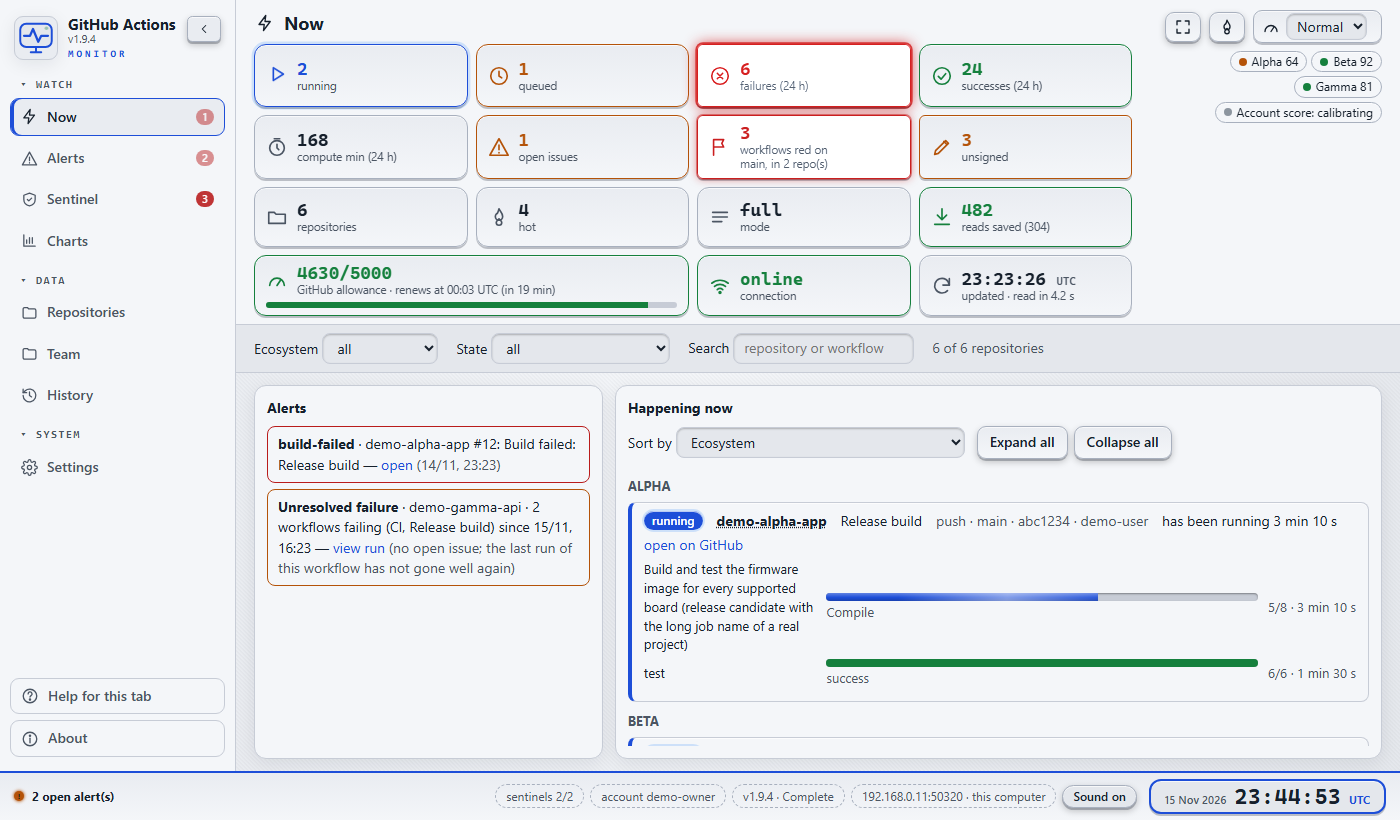 GitHub Actions
v1.9.4
MONITOR
WATCH
Now 1
Alerts 2
Sentinel 3
Charts
DATA
Repositories
Team
History
SYSTEM
Settings
Help for this tab
About
Now
Normal
Alpha 64
Beta 92
Gamma 81
Account score: calibrating
2
running
1
queued
6
failures (24 h)
24
successes (24 h)
168
compute min (24 h)
1
open issues
3
workflows red on
main, in 2 repo(s)
3
unsigned
6
repositories
4
hot
full
mode
482
reads saved (304)
4630/5000
GitHub allowance · renews at 00:03 UTC (in 19 min)
online
connection
23:23:26 UTC
updated · read in 4.2 s
Ecosystem all State all Search repository or workflow 6 of 6 repositories
Alerts
build-failed · demo-alpha-app #12: Build failed:
Release build — open (14/11, 23:23)
Unresolved failure · demo-gamma-api · 2
workflows failing (CI, Release build) since 15/11,
16:23 — view run (no open issue; the last run of
this workflow has not gone well again)
Happening now
Sort by Ecosystem Expand all Collapse all
ALPHA
running demo-alpha-app Release build push · main · abc1234 · demo-user has been running 3 min 10 s
open on GitHub
Build and test the firmware
image for every supported
board (release candidate with
the long job name of a real
project)
Compile
5/8 · 3 min 10 s
test
success
6/6 · 1 min 30 s
BETA
2 open alert(s)
sentinels 2/2
account demo-owner
v1.9.4 · Complete
192.168.0.11:50320 · this computer
Sound on
15 Nov 2026 23:44:53 UTC